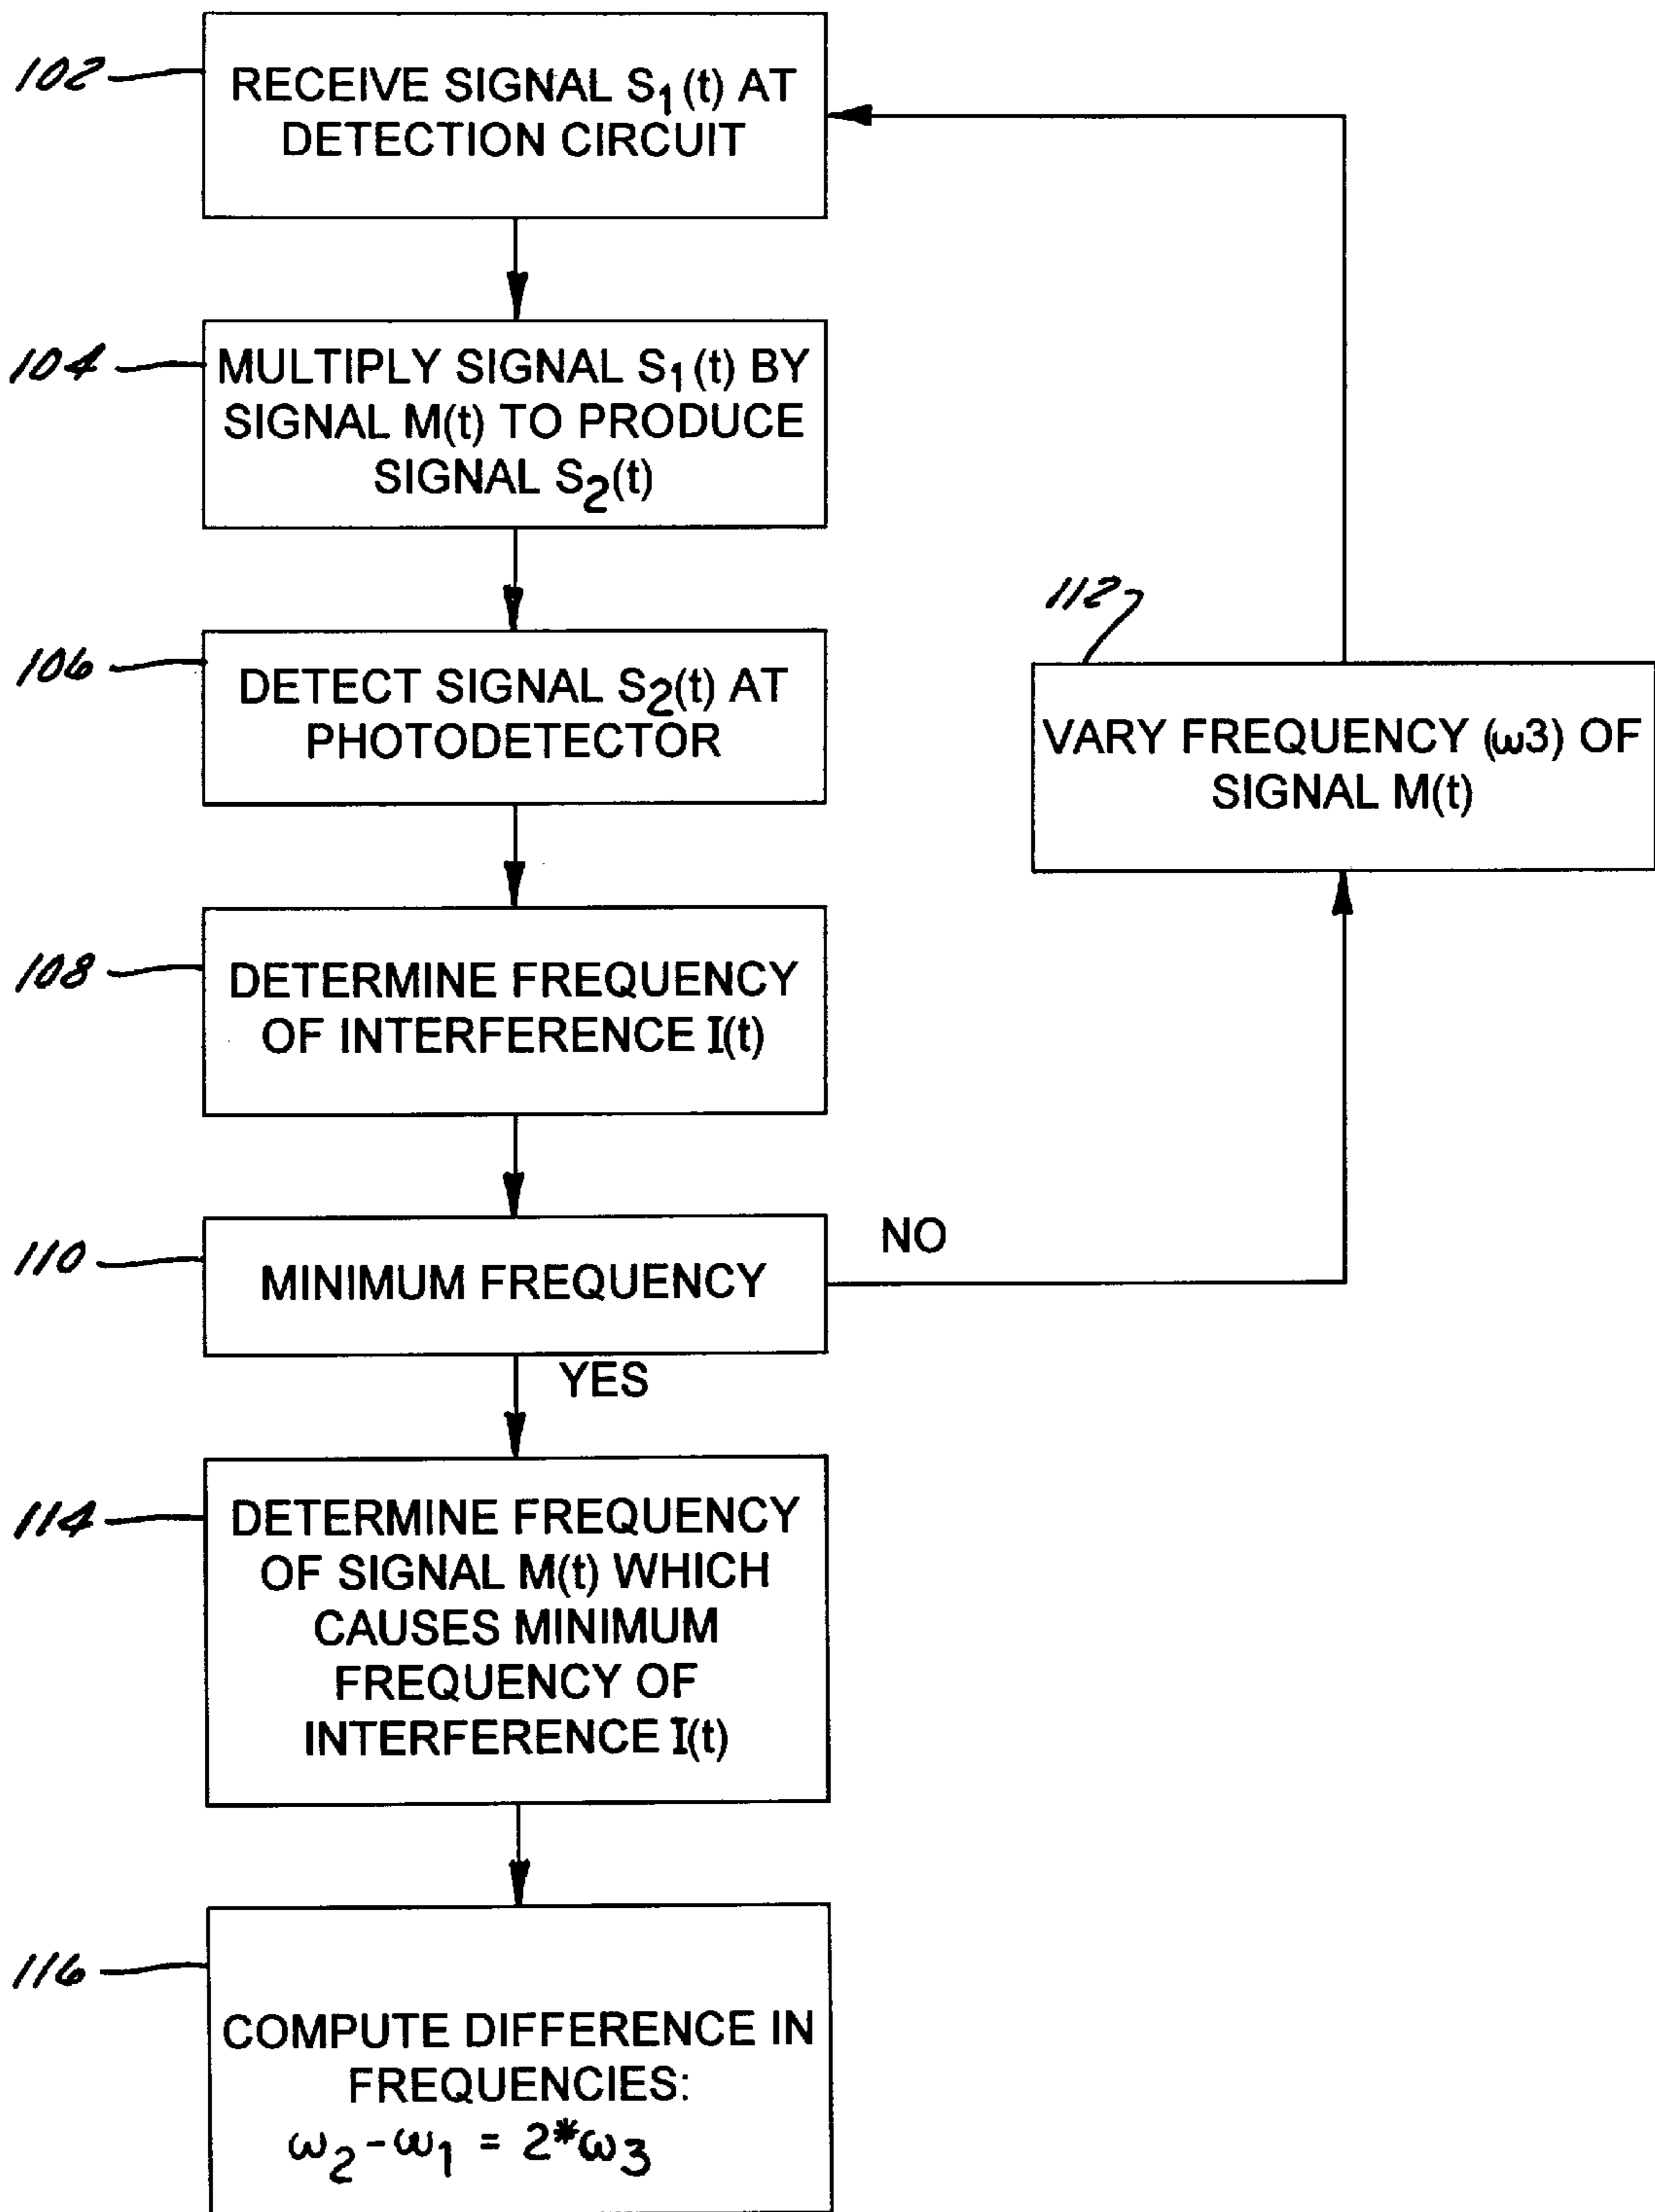 102
RECEIVE SIGNAL S₁(t) AT
DETECTION CIRCUIT
104
MULTIPLY SIGNAL S₁(t) BY
SIGNAL M(t) TO PRODUCE
SIGNAL S₂(t)
106
DETECT SIGNAL S₂(t) AT
PHOTODETECTOR
112
VARY FREQUENCY (ω3) OF
SIGNAL M(t)
108
DETERMINE FREQUENCY
OF INTERFERENCE I(t)
110
MINIMUM FREQUENCY
NO
YES
114
DETERMINE FREQUENCY
OF SIGNAL M(t) WHICH
CAUSES MINIMUM
FREQUENCY OF
INTERFERENCE I(t)
116
COMPUTE DIFFERENCE IN
FREQUENCIES:
ω₂-ω₁ = 2*ω₃